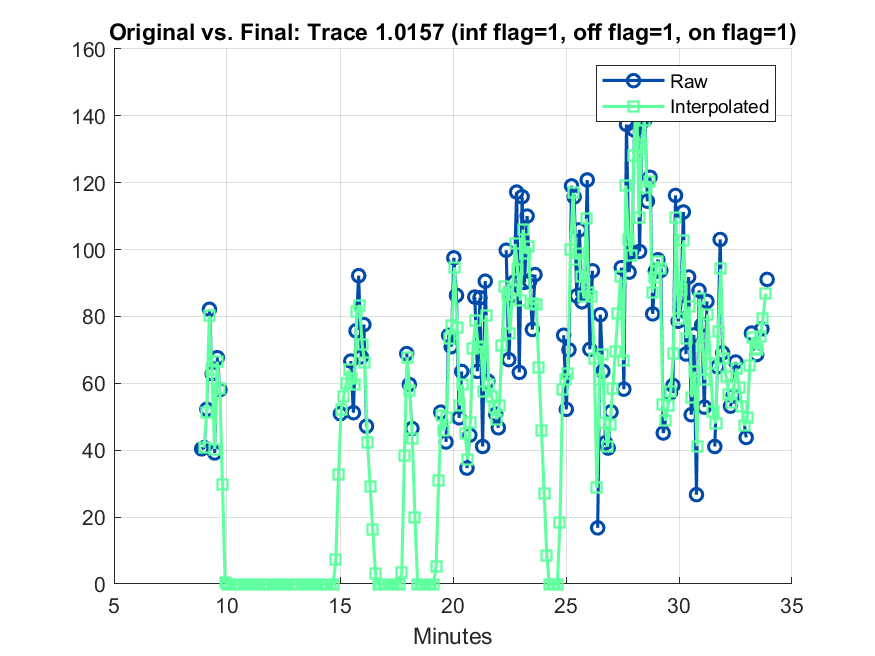 Original vs. Final: Trace 1.0157 (inf flag=1, off flag=1, on flag=1)
160
140
120
100
80
60
40
20
0
Raw
Interpolated
5 10 15 20 25 30 35
Minutes